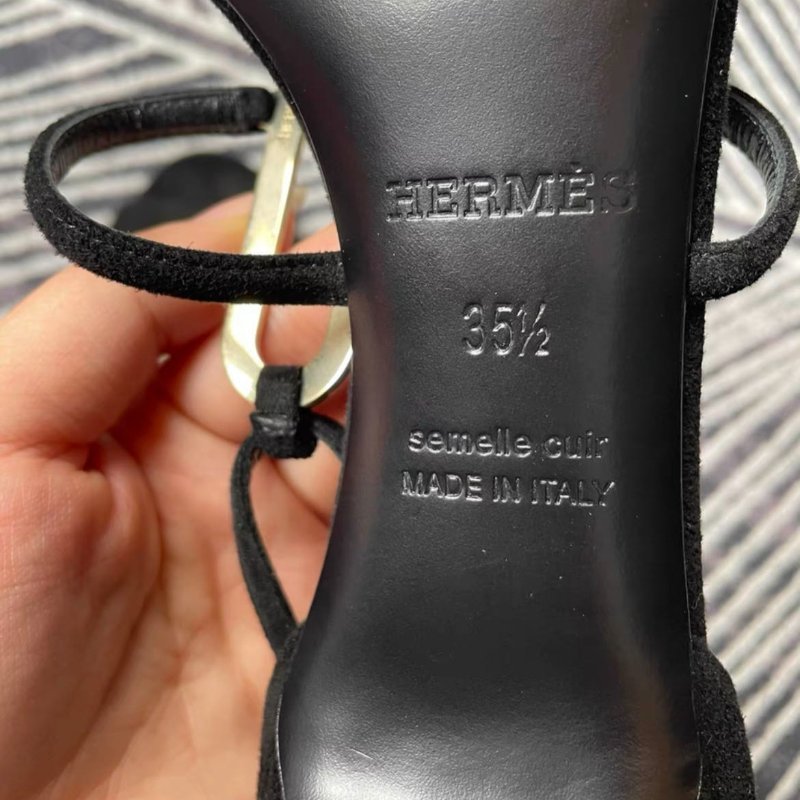 HERMÈS
35½
semelle cuir
MADE IN ITALY